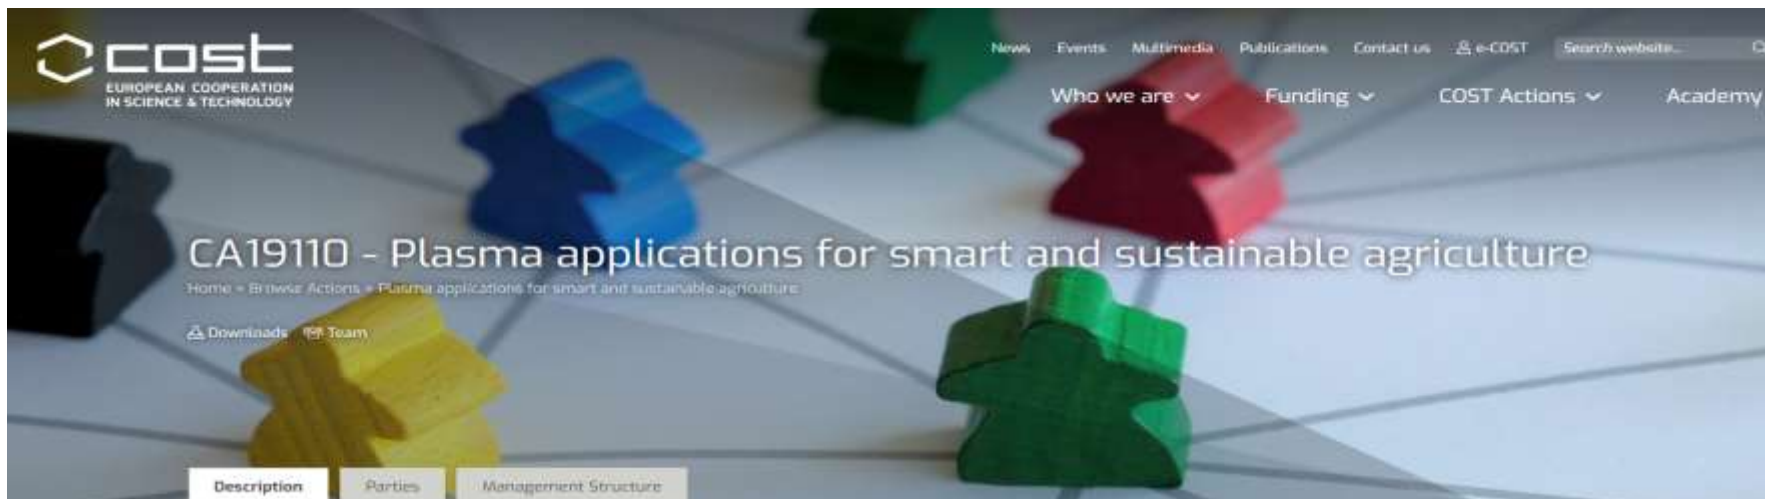 cost
EUROPEAN COOPERATION
IN SCIENCE & TECHNOLOGY
News Events Multimedia Publications Contact us e-COST Search website...
Who we are Funding COST Actions Academy
CA19110 - Plasma applications for smart and sustainable agriculture
Home » Browse Actions » Plasma applications for smart and sustainable agriculture
Downloads Team
Description Parties Management Structure